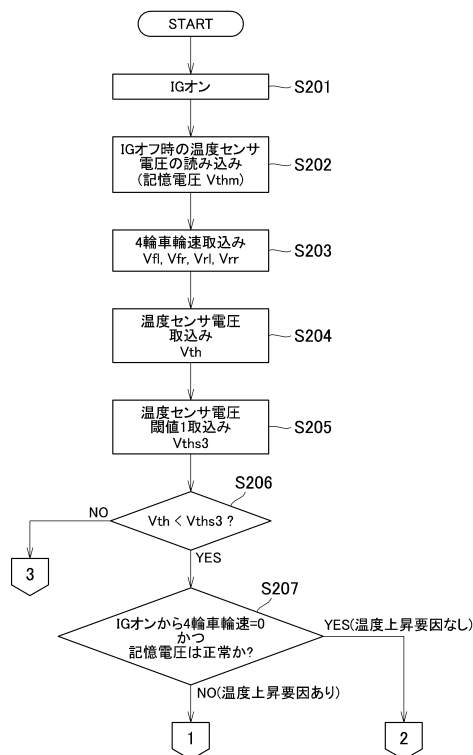 START
IGオン
S201
IGオフ時の温度センサ
電圧の読み込み
(記憶電圧 Vthm)
S202
4輪車輪速取込み
Vfl, Vfr, Vrl, Vrr
S203
温度センサ電圧
取込み
Vth
S204
温度センサ電圧
閾値1取込み
Vths3
S205
S206
Vth < Vths3 ?
NO
3
YES
S207
IGオンから4輪車輪速=0
かつ
記憶電圧は正常か?
YES(温度上昇要因なし)
NO(温度上昇要因あり)
1
2